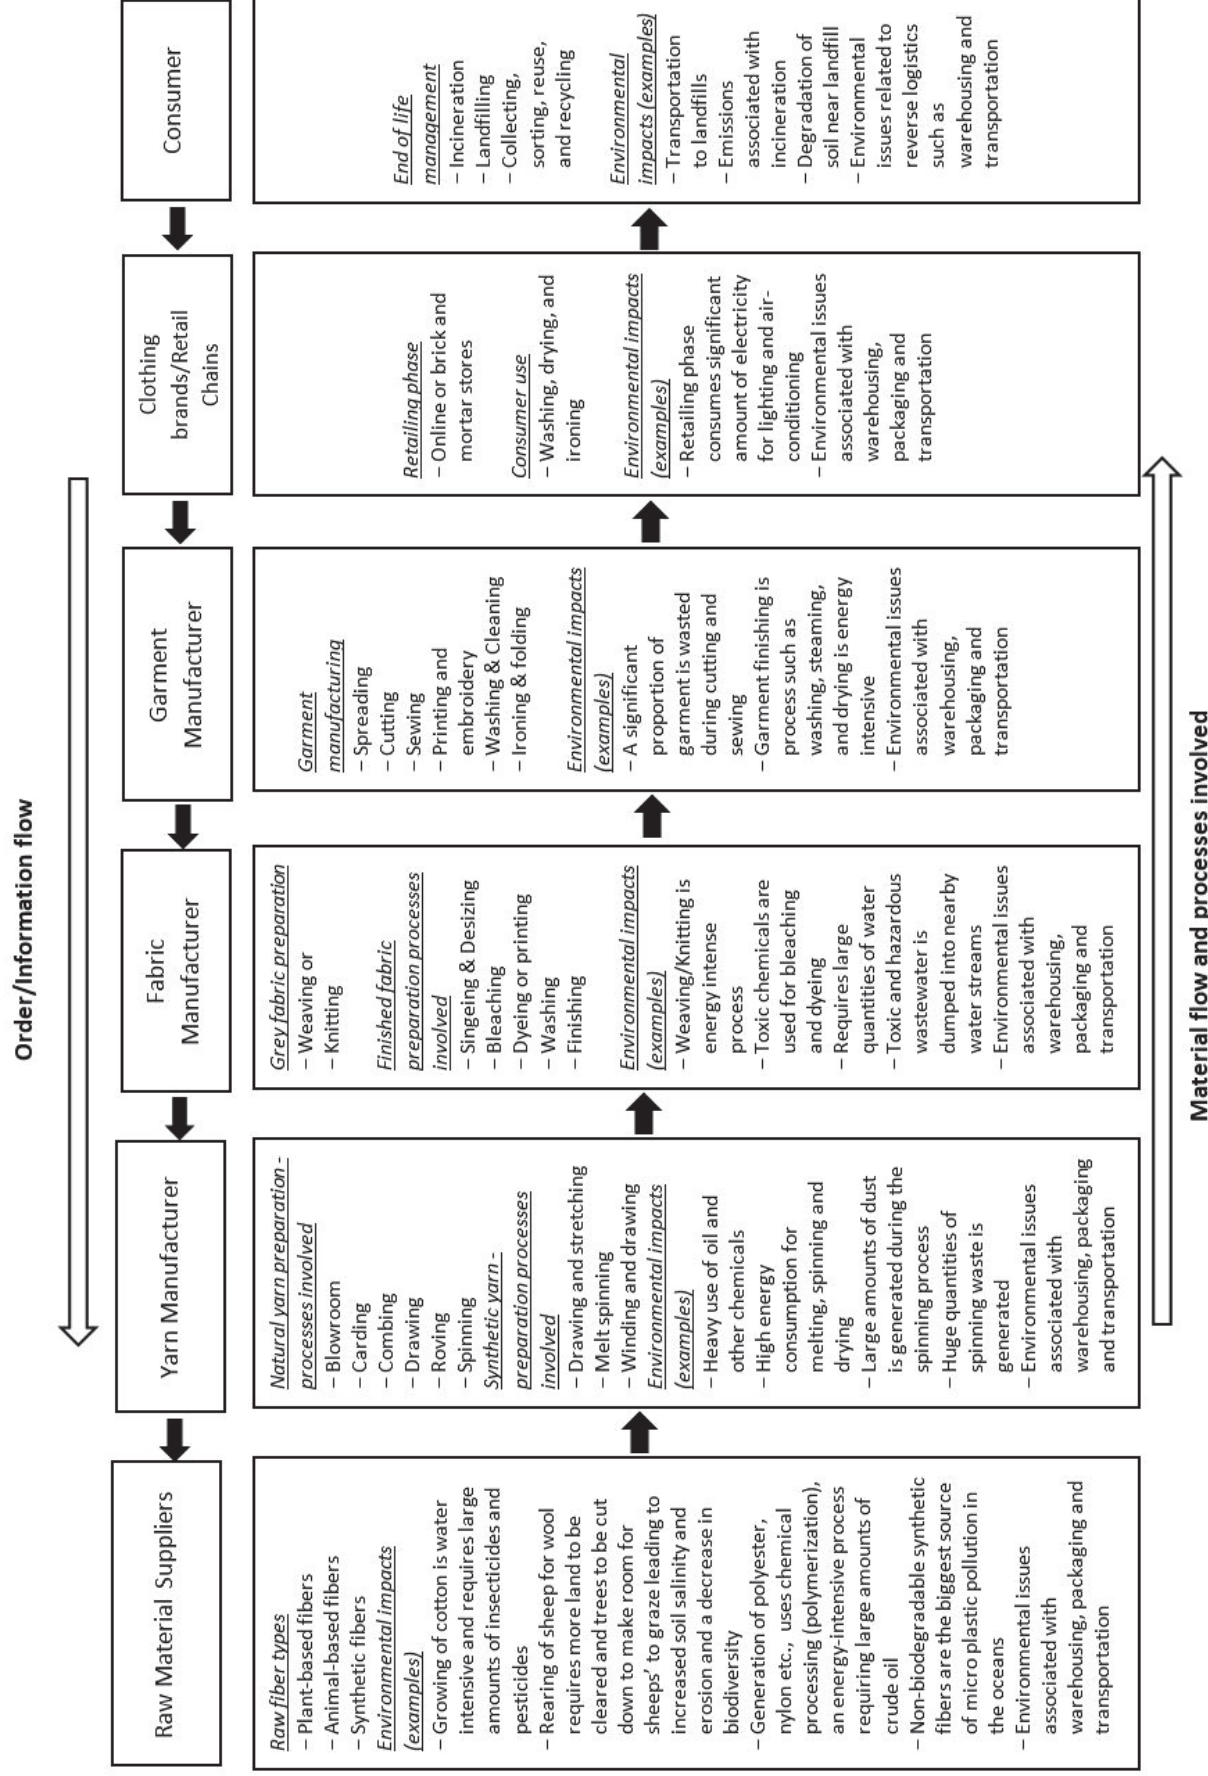 Order/Information flow
Raw Material Suppliers
Yarn Manufacturer
Fabric
Manufacturer
Garment
Manufacturer
Clothing
brands/Retail
Chains
Consumer
Raw fiber types
– Plant-based fibers
– Animal-based fibers
– Synthetic fibers
Environmental impacts
(examples)
– Growing of cotton is water
intensive and requires large
amounts of insecticides and
pesticides
– Rearing of sheep for wool
requires more land to be
cleared and trees to be cut
down to make room for
sheeps' to graze leading to
increased soil salinity and
erosion and a decrease in
biodiversity
– Generation of polyester,
nylon etc., uses chemical
processing (polymerization),
an energy-intensive process
requiring large amounts of
crude oil
– Non-biodegradable synthetic
fibers are the biggest source
of micro plastic pollution in
the oceans
– Environmental issues
associated with
warehousing, packaging and
transportation
Natural yarn preparation -
processes involved
– Blowroom
– Carding
– Combing
– Drawing
– Roving
– Spinning
Synthetic yarn -
preparation processes
involved
– Drawing and stretching
– Melt spinning
– Winding and drawing
Environmental impacts
(examples)
– Heavy use of oil and
other chemicals
– High energy
consumption for
melting, spinning and
drying
– Large amounts of dust
is generated during the
spinning process
– Huge quantities of
spinning waste is
generated
– Environmental issues
associated with
warehousing, packaging
and transportation
Grey fabric preparation
– Weaving or
– Knitting
Finished fabric
preparation processes
involved
– Singeing & Desizing
– Bleaching
– Dyeing or printing
– Washing
– Finishing
Environmental impacts
(examples)
– Weaving/Knitting is
energy intense
process
– Toxic chemicals are
used for bleaching
and dyeing
– Requires large
quantities of water
– Toxic and hazardous
wastewater is
dumped into nearby
water streams
– Environmental issues
associated with
warehousing,
packaging and
transportation
Garment
manufacturing
– Spreading
– Cutting
– Sewing
– Printing and
embroidery
– Washing & Cleaning
– Ironing & folding
Environmental impacts
(examples)
– A significant
proportion of
garment is wasted
during cutting and
sewing
– Garment finishing is
process such as
washing, steaming,
and drying is energy
intensive
– Environmental issues
associated with
warehousing,
packaging and
transportation
Retailing phase
– Online or brick and
mortar stores
Consumer use
– Washing, drying, and
ironing
Environmental impacts
(examples)
– Retailing phase
consumes significant
amount of electricity
for lighting and air-
conditioning
– Environmental issues
associated with
warehousing,
packaging and
transportation
End of life
management
– Incineration
– Landfilling
– Collecting,
sorting, reuse,
and recycling
Environmental
impacts (examples)
– Transportation
to landfills
– Emissions
associated with
incineration
– Degradation of
soil near landfill
– Environmental
issues related to
reverse logistics
such as
warehousing and
transportation
Material flow and processes involved